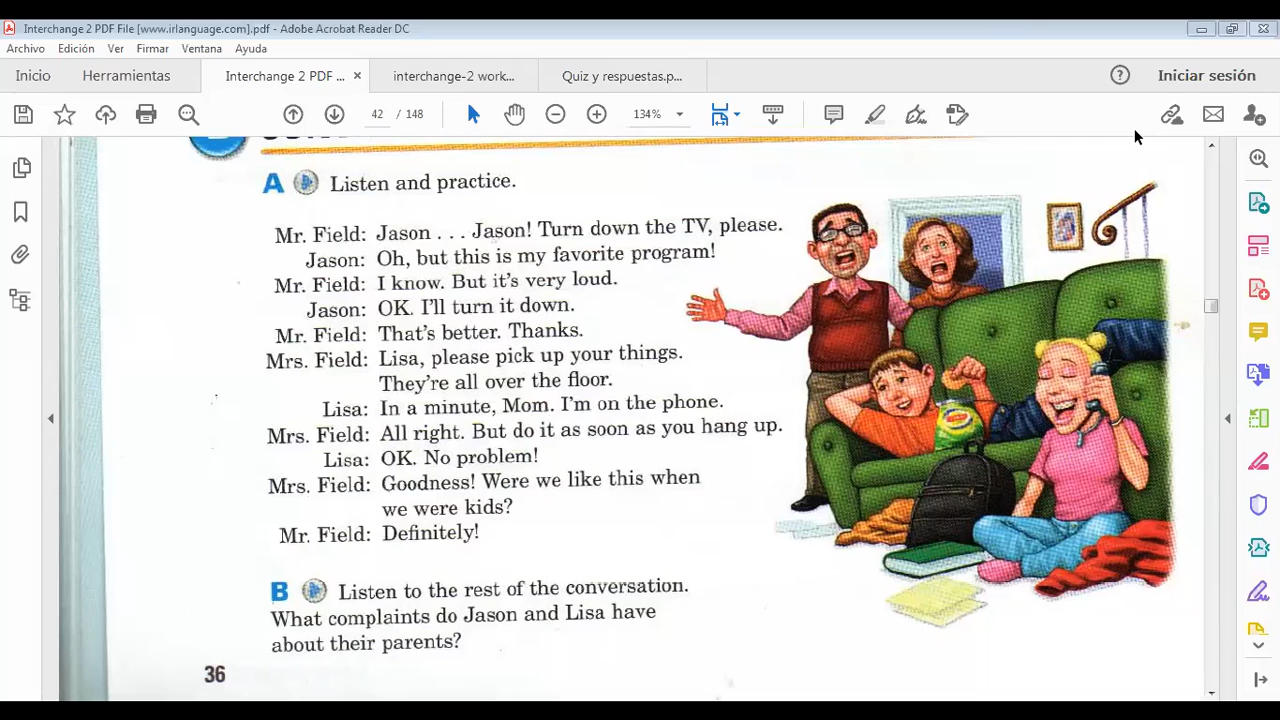 Interchange 2 PDF File [www.irlanguage.com].pdf - Adobe Acrobat Reader DC
Archivo Edición Ver Firmar Ventana Ayuda
Inicio Herramientas Interchange 2 PDF ... × interchange-2 work... Quiz y respuestas.p... Iniciar sesión
42 / 148 134%
A Listen and practice.
Mr. Field: Jason . . . Jason! Turn down the TV, please.
Jason: Oh, but this is my favorite program!
Mr. Field: I know. But it's very loud.
Jason: OK. I'll turn it down.
Mr. Field: That's better. Thanks.
Mrs. Field: Lisa, please pick up your things.
They're all over the floor.
Lisa: In a minute, Mom. I'm on the phone.
Mrs. Field: All right. But do it as soon as you hang up.
Lisa: OK. No problem!
Mrs. Field: Goodness! Were we like this when
we were kids?
Mr. Field: Definitely!
B Listen to the rest of the conversation.
What complaints do Jason and Lisa have
about their parents?
36